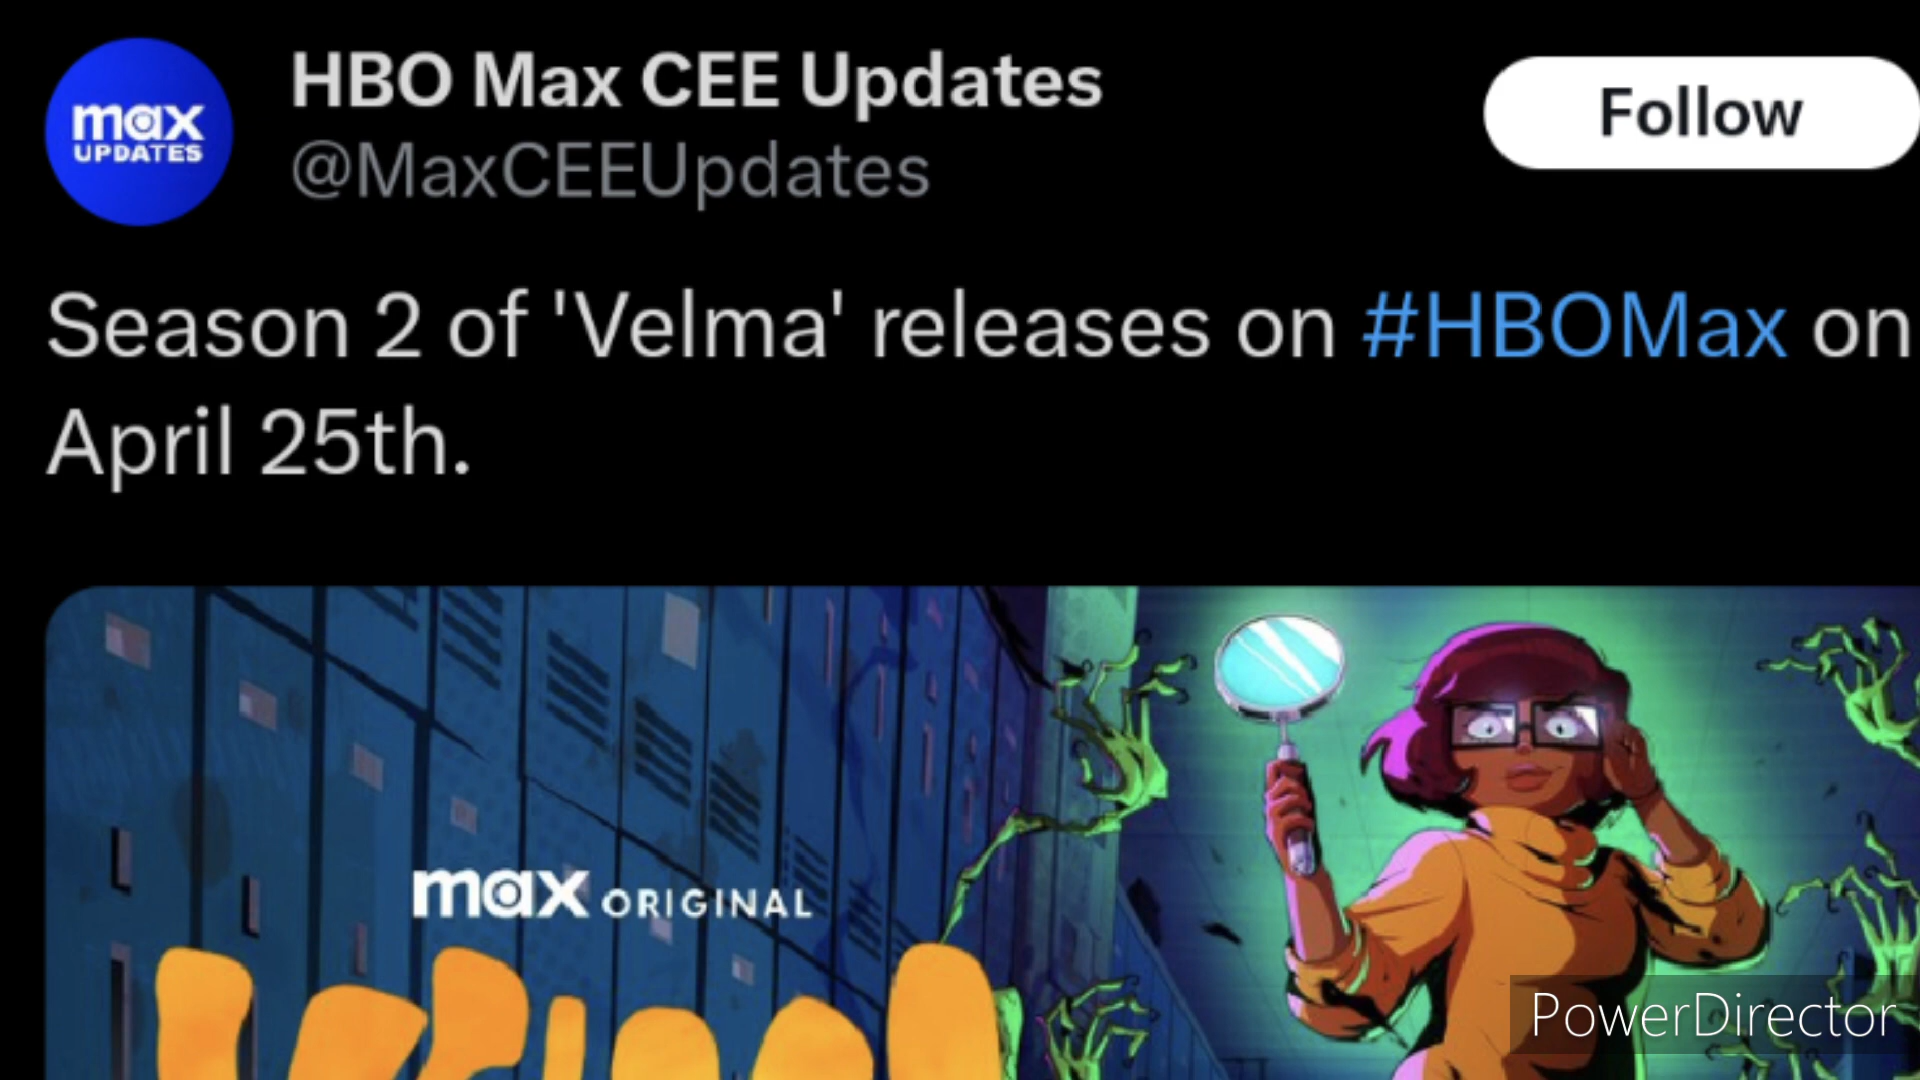 max
UPDATES
HBO Max CEE Updates
@MaxCEEUpdates
Follow
Season 2 of 'Velma' releases on #HBOMax on
April 25th.
max ORIGINAL
PowerDirector